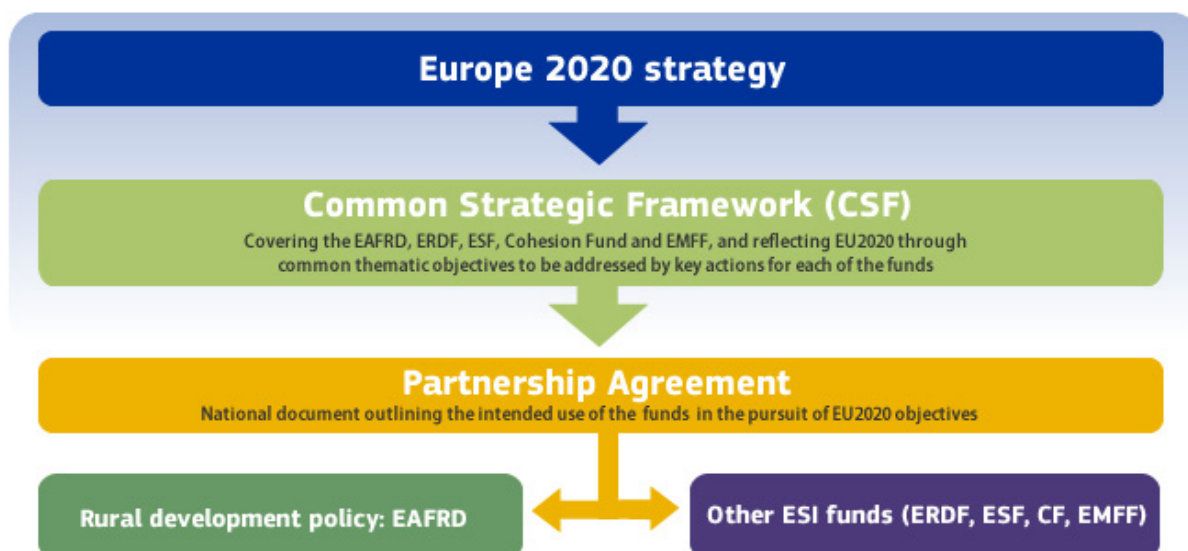 Europe 2020 strategy
Common Strategic Framework (CSF)
Covering the EAFRD, ERDF, ESF, Cohesion Fund and EMFF, and reflecting EU2020 through
common thematic objectives to be addressed by key actions for each of the funds
Partnership Agreement
National document outlining the intended use of the funds in the pursuit of EU2020 objectives
Rural development policy: EAFRD
Other ESI funds (ERDF, ESF, CF, EMFF)